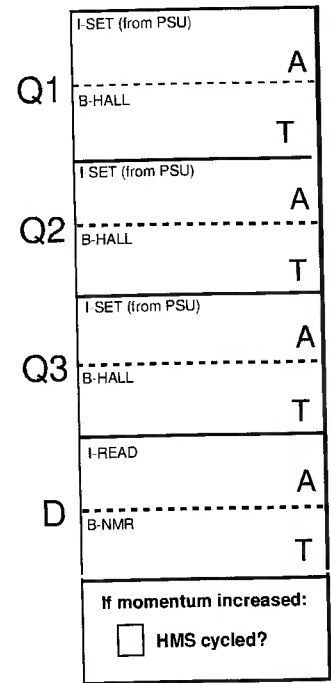 I-SET (from PSU)
A
Q1
B-HALL
T
I-SET (from PSU)
A
Q2
B-HALL
T
I-SET (from PSU)
A
Q3
B-HALL
T
I-READ
A
D
B-NMR
T
If momentum increased:
HMS cycled?